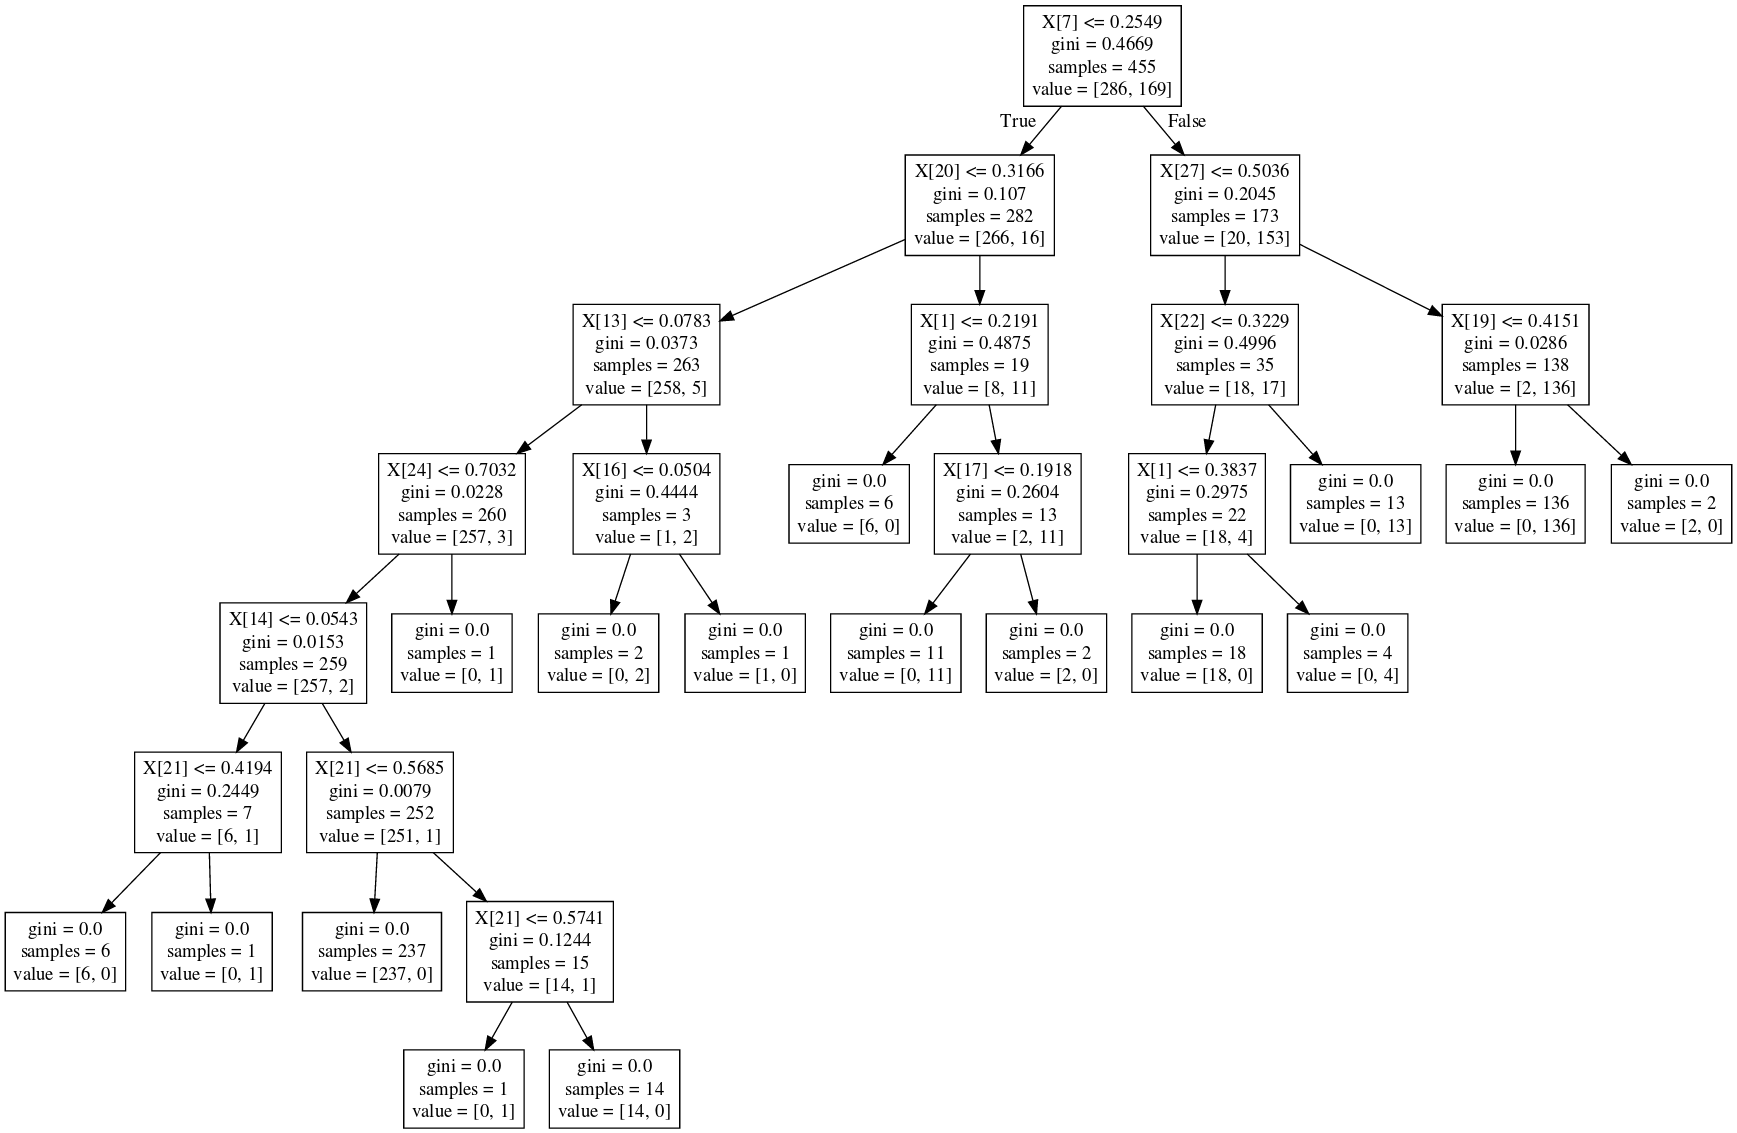 X[7] <= 0.2549
gini = 0.4669
samples = 455
value = [286, 169]
True
False
X[20] <= 0.3166
gini = 0.107
samples = 282
value = [266, 16]
X[27] <= 0.5036
gini = 0.2045
samples = 173
value = [20, 153]
X[13] <= 0.0783
gini = 0.0373
samples = 263
value = [258, 5]
X[1] <= 0.2191
gini = 0.4875
samples = 19
value = [8, 11]
X[22] <= 0.3229
gini = 0.4996
samples = 35
value = [18, 17]
X[19] <= 0.4151
gini = 0.0286
samples = 138
value = [2, 136]
X[24] <= 0.7032
gini = 0.0228
samples = 260
value = [257, 3]
X[16] <= 0.0504
gini = 0.4444
samples = 3
value = [1, 2]
gini = 0.0
samples = 6
value = [6, 0]
X[17] <= 0.1918
gini = 0.2604
samples = 13
value = [2, 11]
X[1] <= 0.3837
gini = 0.2975
samples = 22
value = [18, 4]
gini = 0.0
samples = 13
value = [0, 13]
gini = 0.0
samples = 136
value = [0, 136]
gini = 0.0
samples = 2
value = [2, 0]
X[14] <= 0.0543
gini = 0.0153
samples = 259
value = [257, 2]
gini = 0.0
samples = 1
value = [0, 1]
gini = 0.0
samples = 2
value = [0, 2]
gini = 0.0
samples = 1
value = [1, 0]
gini = 0.0
samples = 11
value = [0, 11]
gini = 0.0
samples = 2
value = [2, 0]
gini = 0.0
samples = 18
value = [18, 0]
gini = 0.0
samples = 4
value = [0, 4]
X[21] <= 0.4194
gini = 0.2449
samples = 7
value = [6, 1]
X[21] <= 0.5685
gini = 0.0079
samples = 252
value = [251, 1]
gini = 0.0
samples = 6
value = [6, 0]
gini = 0.0
samples = 1
value = [0, 1]
gini = 0.0
samples = 237
value = [237, 0]
X[21] <= 0.5741
gini = 0.1244
samples = 15
value = [14, 1]
gini = 0.0
samples = 1
value = [0, 1]
gini = 0.0
samples = 14
value = [14, 0]